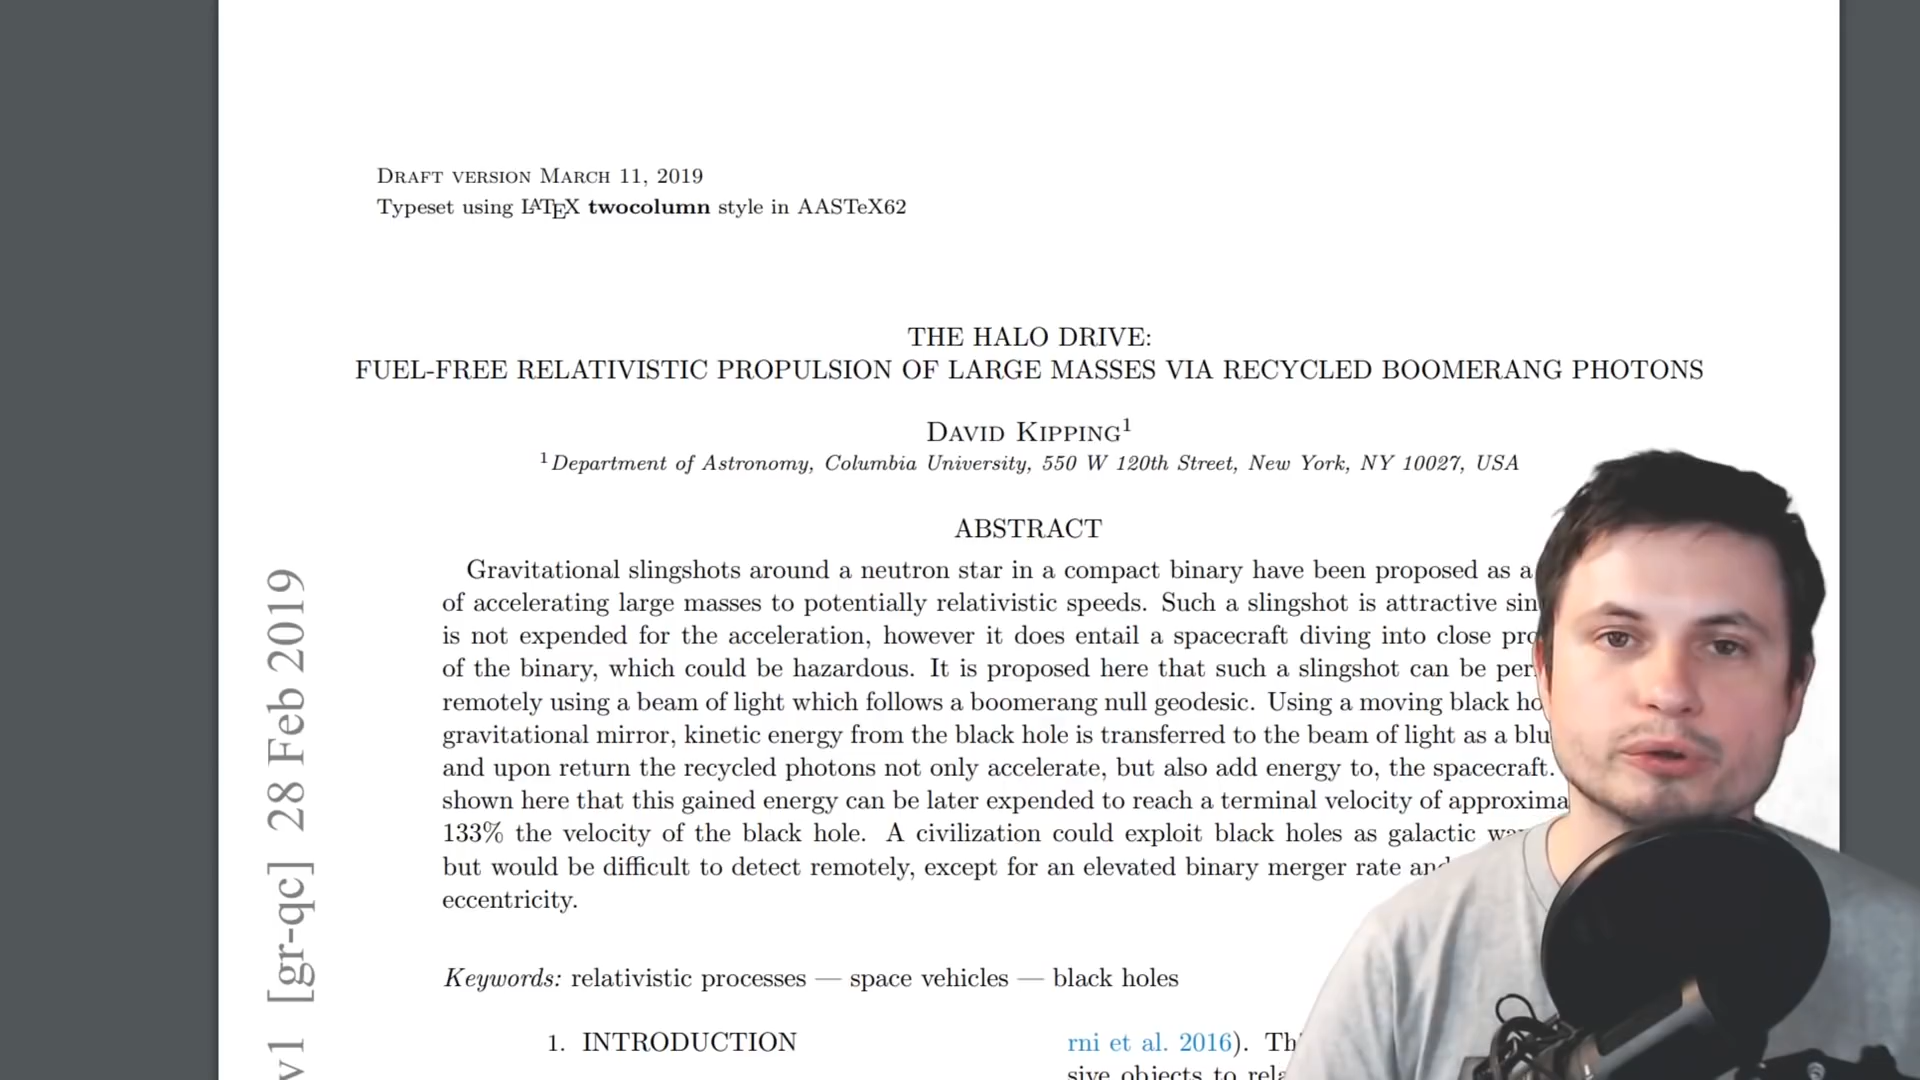 DRAFT VERSION MARCH 11, 2019
Typeset using LATEX twocolumn style in AASTeX62
THE HALO DRIVE:
FUEL-FREE RELATIVISTIC PROPULSION OF LARGE MASSES VIA RECYCLED BOOMERANG PHOTONS
DAVID KIPPING¹
¹Department of Astronomy, Columbia University, 550 W 120th Street, New York, NY 10027, USA
ABSTRACT
Gravitational slingshots around a neutron star in a compact binary have been proposed as a
of accelerating large masses to potentially relativistic speeds. Such a slingshot is attractive
is not expended for the acceleration, however it does entail a spacecraft diving into close
of the binary, which could be hazardous. It is proposed here that such a slingshot can be
remotely using a beam of light which follows a boomerang null geodesic. Using a moving black
gravitational mirror, kinetic energy from the black hole is transferred to the beam of light as a
and upon return the recycled photons not only accelerate, but also add energy to, the spacecraft.
shown here that this gained energy can be later expended to reach a terminal velocity of
133% the velocity of the black hole. A civilization could exploit black holes as galactic
but would be difficult to detect remotely, except for an elevated binary merger rate
eccentricity.
Keywords: relativistic processes — space vehicles — black holes
1. INTRODUCTION
rni et al. 2016). Th
sive objects to rela
v1 [gr-qc] 28 Feb 2019